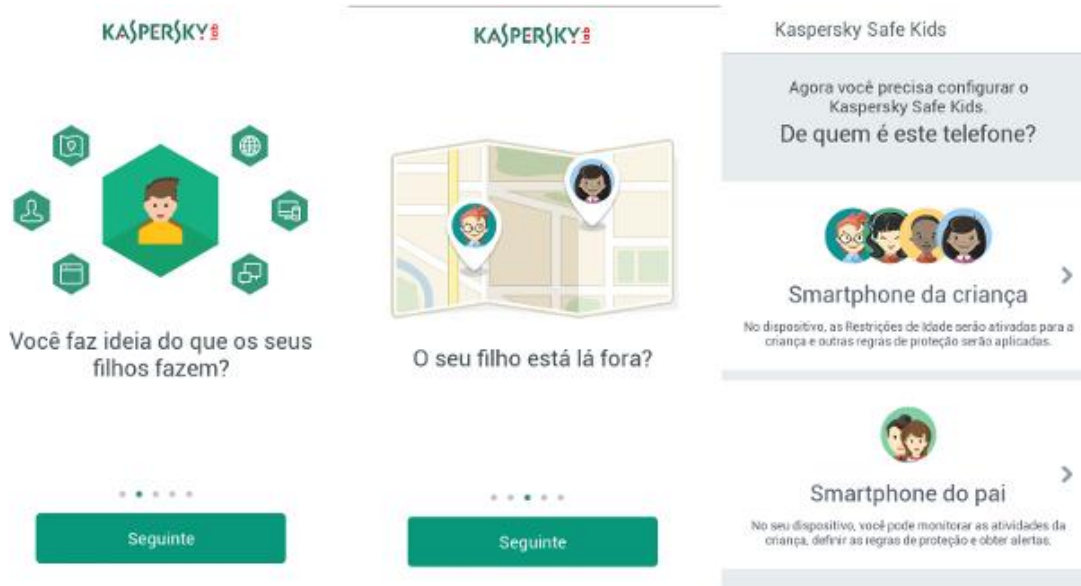 KASPERSKY lab
Você faz ideia do que os seus
filhos fazem?
Seguinte
KASPERSKY lab
O seu filho está lá fora?
Seguinte
Kaspersky Safe Kids
Agora você precisa configurar o
Kaspersky Safe Kids.
De quem é este telefone?
Smartphone da criança
No dispositivo, as Restrições de Idade serão ativadas para a
criança e outras regras de proteção serão aplicadas.
Smartphone do pai
No seu dispositivo, você pode monitorar as atividades da
criança, definir as regras de proteção e obter alertas.